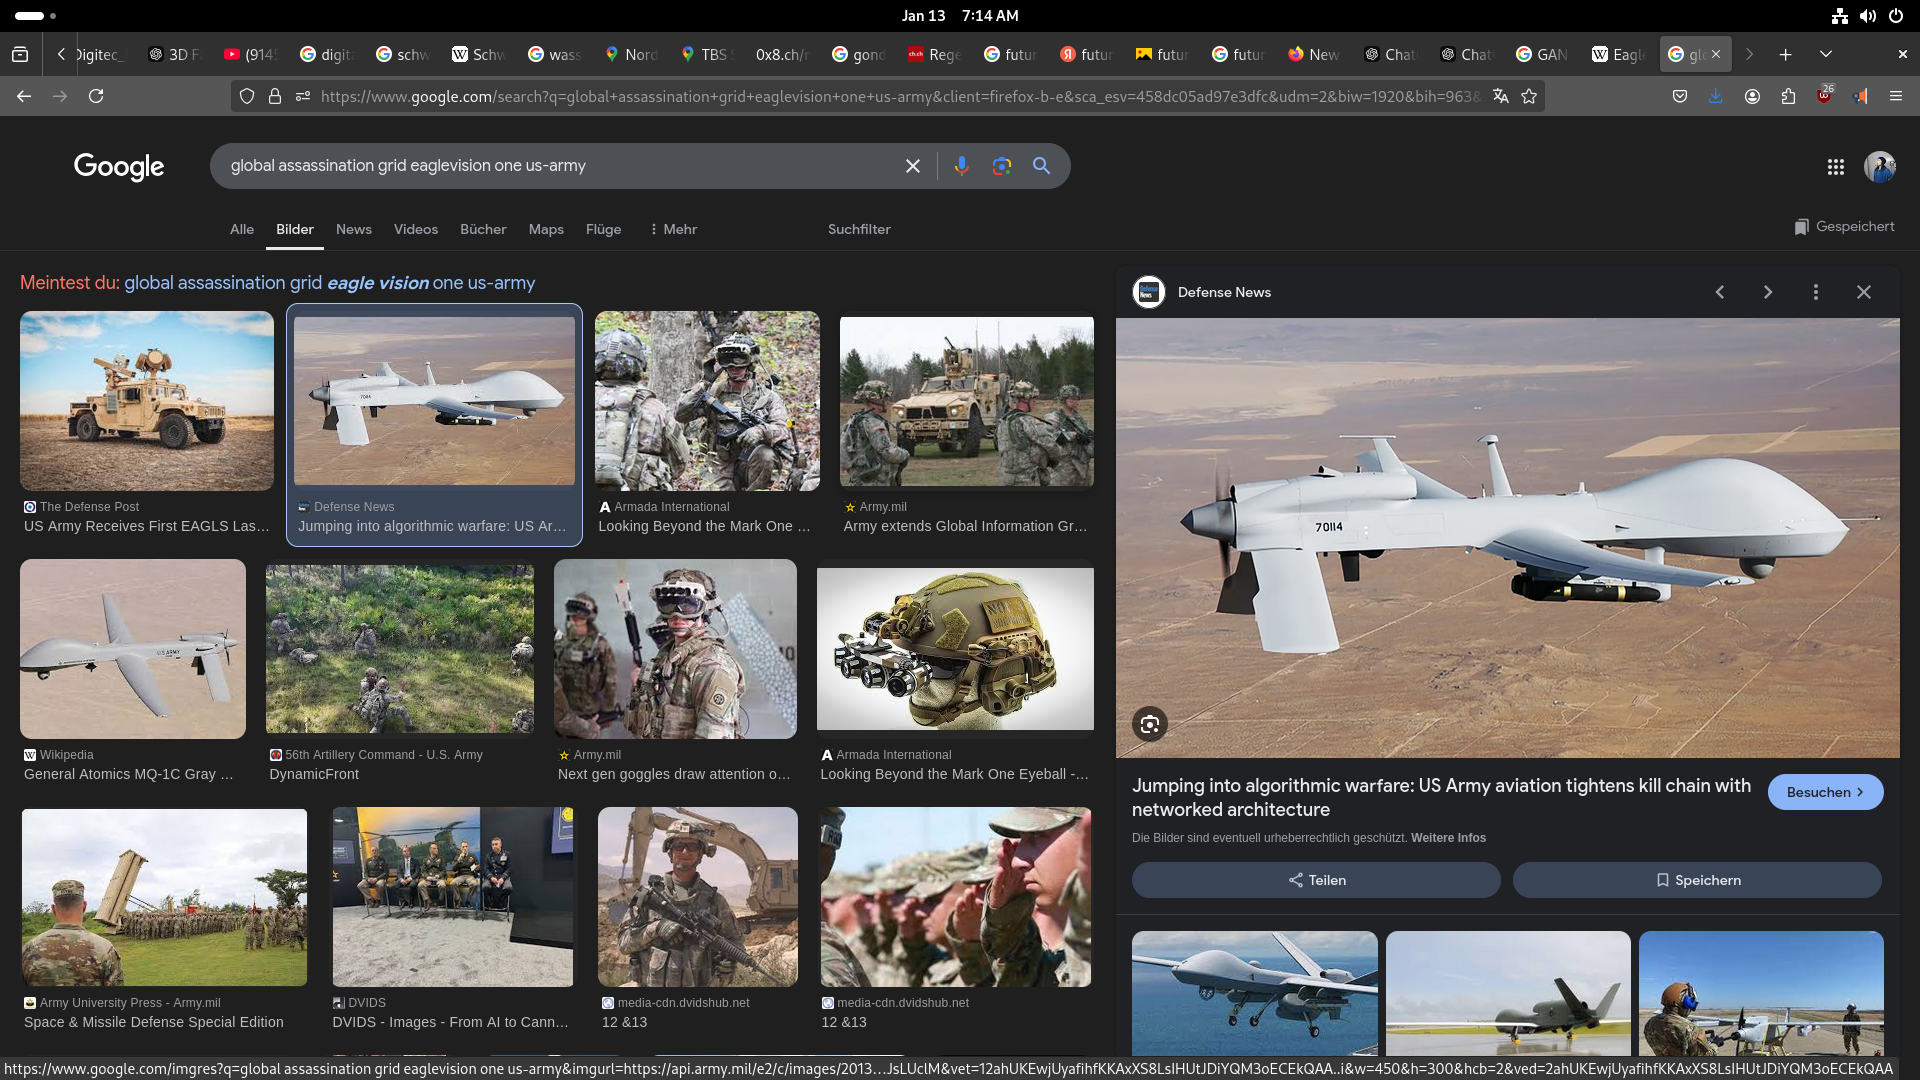 Jan 13 7:14 AM
Digitec_ 3D F (914 digit schw Schw wass Nord TBS 0x8.ch/r gond Rege futur futur futur futur New Chat Chat GAN Eagle glo
https://www.google.com/search?q=global+assassination+grid+eaglevision+one+us-army&client=firefox-b-e&sca_esv=458dc05ad97e3dfc&udm=2&biw=1920&bih=963&
26
Google
global assassination grid eaglevision one us-army
Alle Bilder News Videos Bücher Maps Flüge Mehr Suchfilter
Gespeichert
Meintest du: global assassination grid eagle vision one us-army
The Defense Post
US Army Receives First EAGLS Las...
Defense News
Jumping into algorithmic warfare: US Ar...
Armada International
Looking Beyond the Mark One ...
Army.mil
Army extends Global Information Gr...
Wikipedia
General Atomics MQ-1C Gray ...
56th Artillery Command - U.S. Army
DynamicFront
Army.mil
Next gen goggles draw attention o...
Armada International
Looking Beyond the Mark One Eyeball -...
Army University Press - Army.mil
Space & Missile Defense Special Edition
DVIDS
DVIDS - Images - From AI to Cann...
media-cdn.dvidshub.net
12 &13
media-cdn.dvidshub.net
12 &13
Defense News
70114
Jumping into algorithmic warfare: US Army aviation tightens kill chain with
networked architecture
Besuchen
Die Bilder sind eventuell urheberrechtlich geschützt. Weitere Infos
Teilen
Speichern
https://www.google.com/imgres?q=global assassination grid eaglevision one us-army&imgurl=https://api.army.mil/e2/c/images/2013…JsLUclM&vet=12ahUKEwjUyafihfKKAxXS8LsIHUtJDiYQM3oECEkQAA..i&w=450&h=300&hcb=2&ved=2ahUKEwjUyafihfKKAxXS8LsIHUtJDiYQM3oECEkQAA